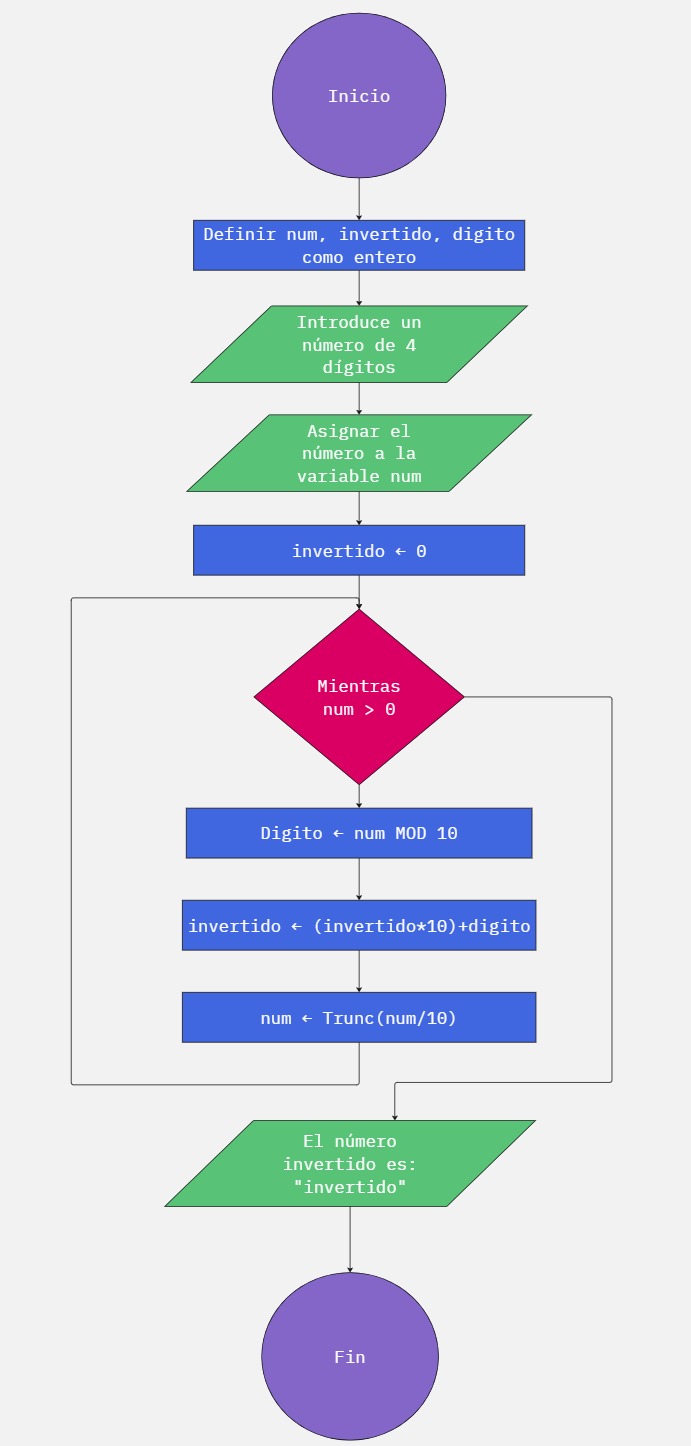 Inicio
Definir num, invertido, digito
como entero
Introduce un
número de 4
dígitos
Asignar el
número a la
variable num
invertido ← 0
Mientras
num > 0
Digito ← num MOD 10
invertido ← (invertido*10)+digito
num ← Trunc(num/10)
El número
invertido es:
"invertido"
Fin